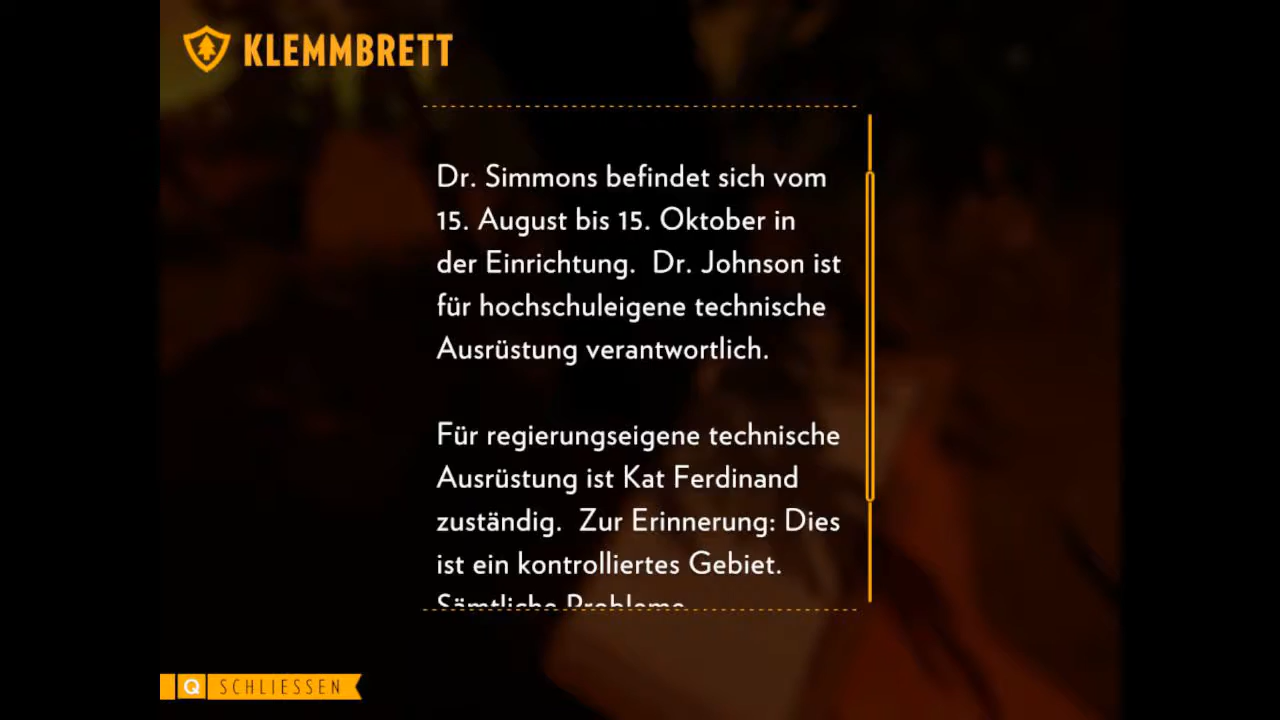 KLEMMBRETT
Dr. Simmons befindet sich vom
15. August bis 15. Oktober in
der Einrichtung.  Dr. Johnson ist
für hochschuleigene technische
Ausrüstung verantwortlich.
Für regierungseigene technische
Ausrüstung ist Kat Ferdinand
zuständig.  Zur Erinnerung: Dies
ist ein kontrolliertes Gebiet.
Sämtliche Probleme
Q SCHLIESSEN